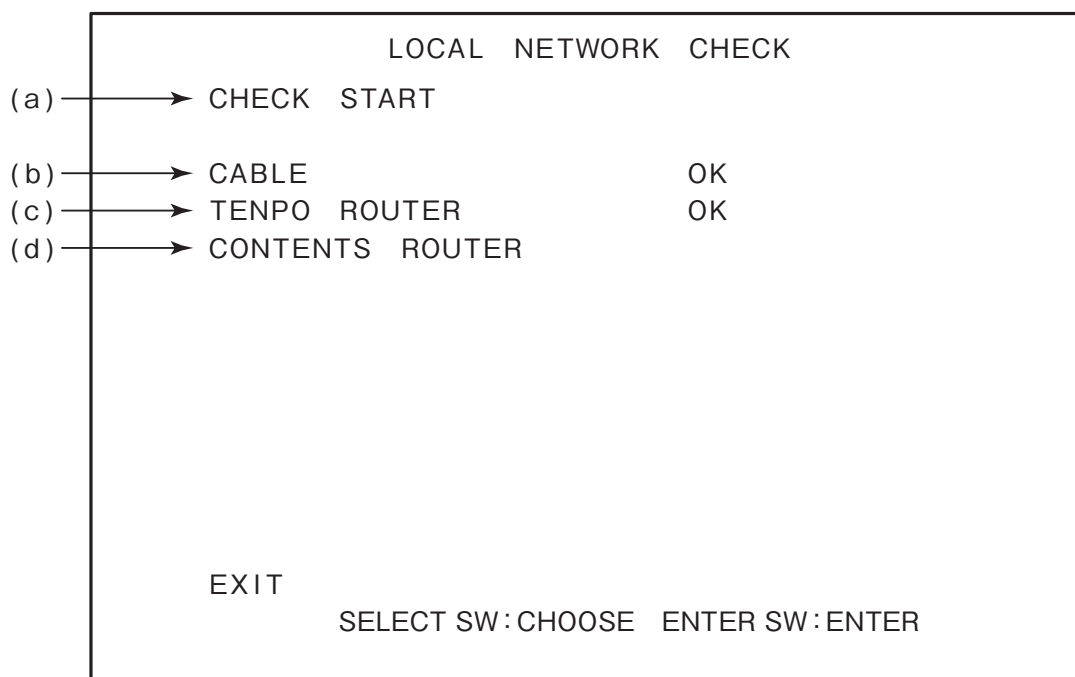 LOCAL NETWORK CHECK
(a) CHECK START
(b) CABLE OK
(c) TENPO ROUTER OK
(d) CONTENTS ROUTER
EXIT
SELECT SW:CHOOSE ENTER SW:ENTER